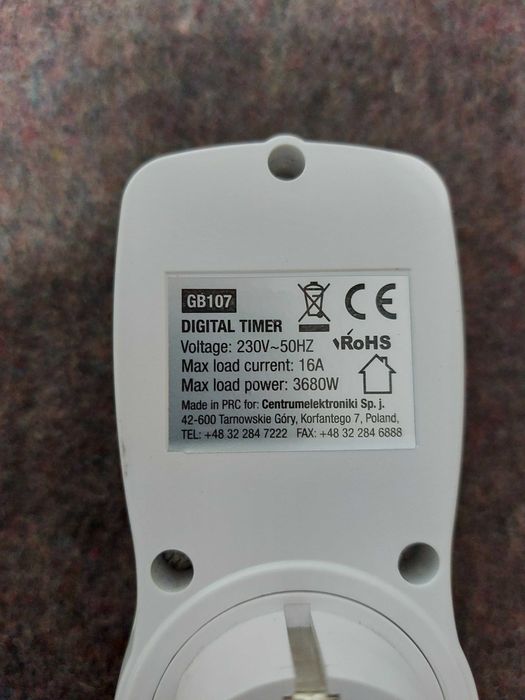 GB107
CE
DIGITAL TIMER
RoHS
Voltage: 230V~50HZ
Max load current: 16A
Max load power: 3680W
Made in PRC for: Centrumelektroniki Sp. j.
42-600 Tarnowskie Góry, Korfantego 7, Poland,
TEL: +48 32 284 7222 FAX: +48 32 284 6888